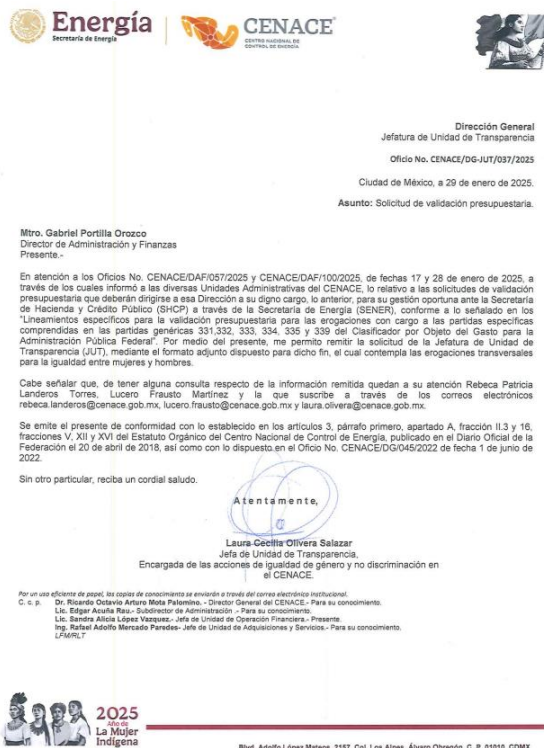 Energía
Secretaría de Energía
CENACE
CENTRO NACIONAL DE
CONTROL DE ENERGÍA
Dirección General
Jefatura de Unidad de Transparencia
Oficio No. CENACE/DG-JUT/037/2025
Ciudad de México, a 29 de enero de 2025.
Asunto: Solicitud de validación presupuestaria.
Mtro. Gabriel Portilla Orozco
Director de Administración y Finanzas
Presente.-
En atención a los Oficios No. CENACE/DAF/057/2025 y CENACE/DAF/100/2025, de fechas 17 y 28 de enero de 2025, a
través de los cuales informó a las diversas Unidades Administrativas del CENACE, lo relativo a las solicitudes de validación
presupuestaria que deberán dirigirse a esa Dirección a su digno cargo, lo anterior, para su gestión oportuna ante la Secretaría
de Hacienda y Crédito Público (SHCP) a través de la Secretaría de Energía (SENER), conforme a lo señalado en los
"Lineamientos específicos para la validación presupuestaria para las erogaciones con cargo a las partidas específicas
comprendidas en las partidas genéricas 331,332, 333, 334, 335 y 339 del Clasificador por Objeto del Gasto para la
Administración Pública Federal". Por medio del presente, me permito remitir la solicitud de la Jefatura de Unidad de
Transparencia (JUT), mediante el formato adjunto dispuesto para dicho fin, el cual contempla las erogaciones transversales
para la igualdad entre mujeres y hombres.
Cabe señalar que, de tener alguna consulta respecto de la información remitida quedan a su atención Rebeca Patricia
Landeros Torres, Lucero Frausto Martínez y la que suscribe a través de los correos electrónicos
rebeca.landeros@cenace.gob.mx, lucero.frausto@cenace.gob.mx y laura.olivera@cenace.gob.mx.
Se emite el presente de conformidad con lo establecido en los artículos 3, párrafo primero, apartado A, fracción II.3 y 16,
fracciones V, XII y XVI del Estatuto Orgánico del Centro Nacional de Control de Energía, publicado en el Diario Oficial de la
Federación el 20 de abril de 2018, así como con lo dispuesto en el Oficio No. CENACE/DG/045/2022 de fecha 1 de junio de
2022.
Sin otro particular, reciba un cordial saludo.
Atentamente,
Laura Cecilia Olivera Salazar
Jefa de Unidad de Transparencia,
Encargada de las acciones de igualdad de género y no discriminación en
el CENACE.
Por un uso eficiente de papel, las copias de conocimiento se enviarán a través del correo electrónico institucional.
C. c. p. Dr. Ricardo Octavio Arturo Mota Palomino. - Director General del CENACE.- Para su conocimiento.
Lic. Edgar Acuña Rau.- Subdirector de Administración .- Para su conocimiento.
Lic. Sandra Alicia López Vazquez.- Jefa de Unidad de Operación Financiera.- Presente.
Ing. Rafael Adolfo Mercado Paredes- Jefe de Unidad de Adquisiciones y Servicios.- Para su conocimiento.
LFM/RLT
2025
Año de
La Mujer
Indígena
Blvd. Adolfo López Mateos, 2157, Col. Los Alpes, Álvaro Obregón, C. P. 01010, CDMX